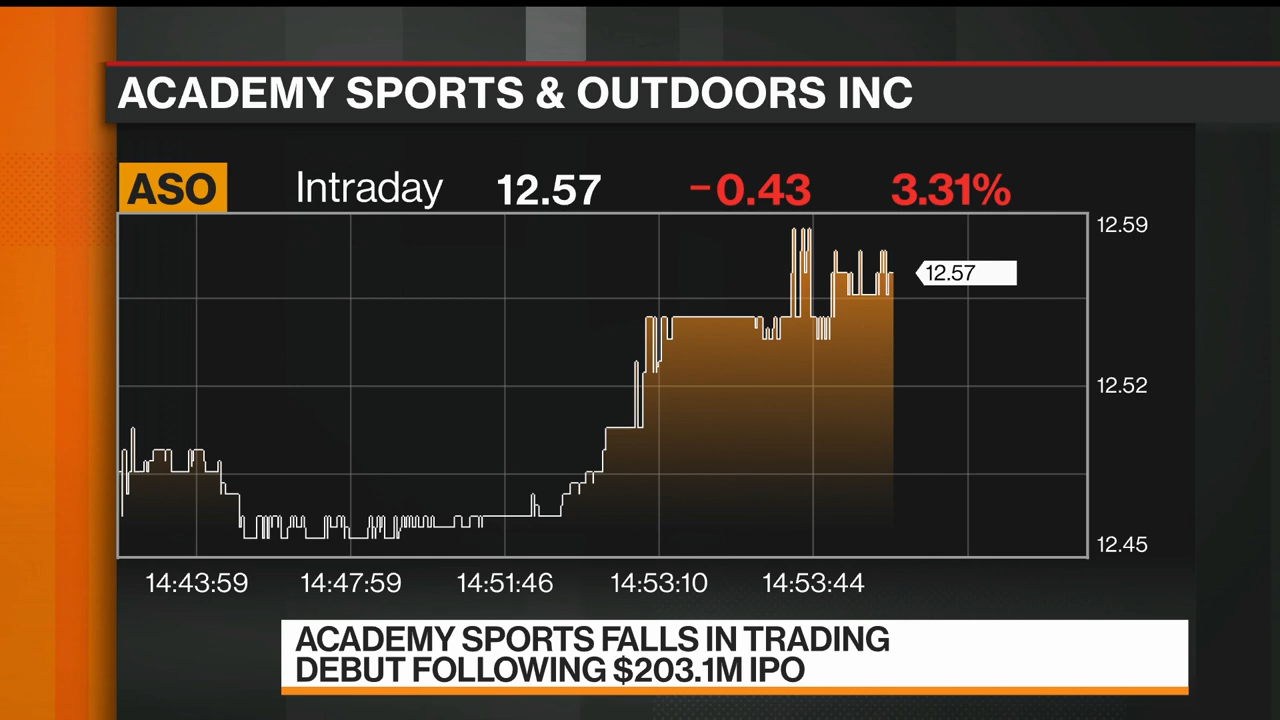 ACADEMY SPORTS & OUTDOORS INC
ASO Intraday 12.57 -0.43 3.31%
12.59
12.57
12.52
12.45
14:43:59 14:47:59 14:51:46 14:53:10 14:53:44
ACADEMY SPORTS FALLS IN TRADING
DEBUT FOLLOWING $203.1M IPO